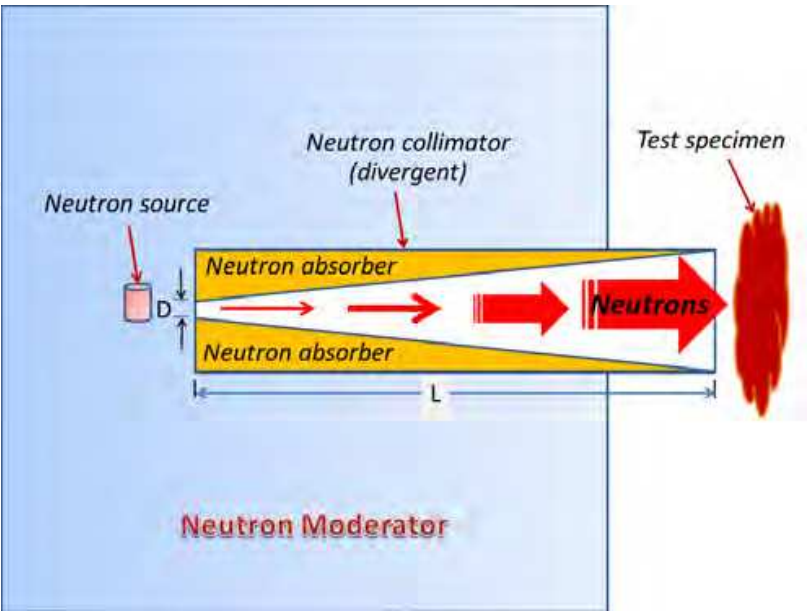 Neutron collimator
(divergent)
Test specimen
Neutron source
Neutron absorber
D
Neutrons
Neutron absorber
L
Neutron Moderator